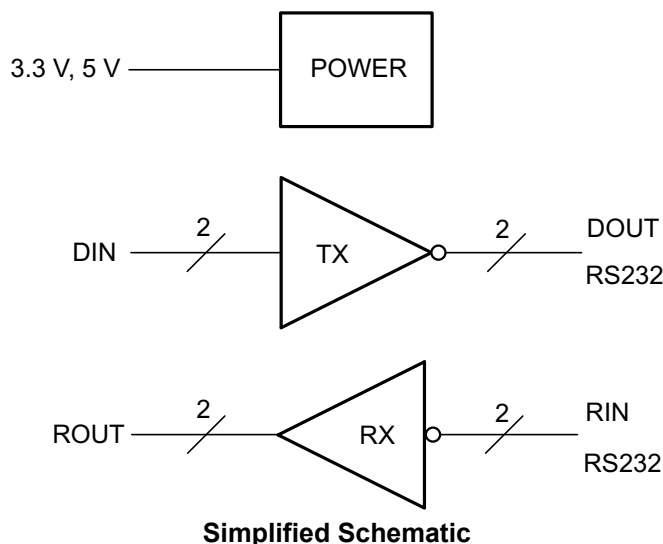 3.3 V, 5 V
POWER
DIN
2
TX
2
DOUT
RS232
ROUT
2
RX
2
RIN
RS232
Simplified Schematic